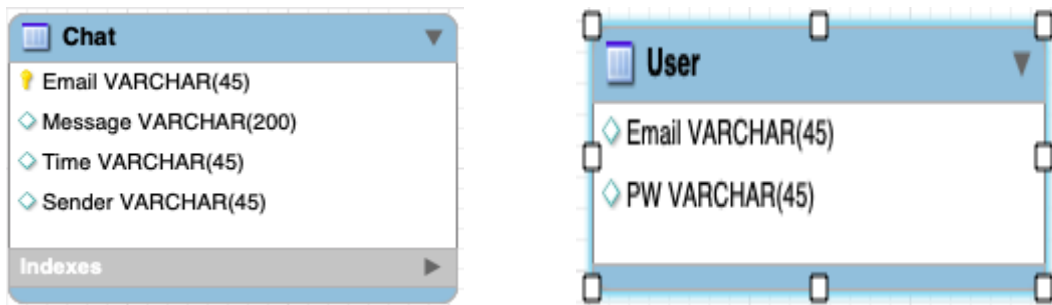 Chat
Email VARCHAR(45)
Message VARCHAR(200)
Time VARCHAR(45)
Sender VARCHAR(45)
Indexes
User
Email VARCHAR(45)
PW VARCHAR(45)